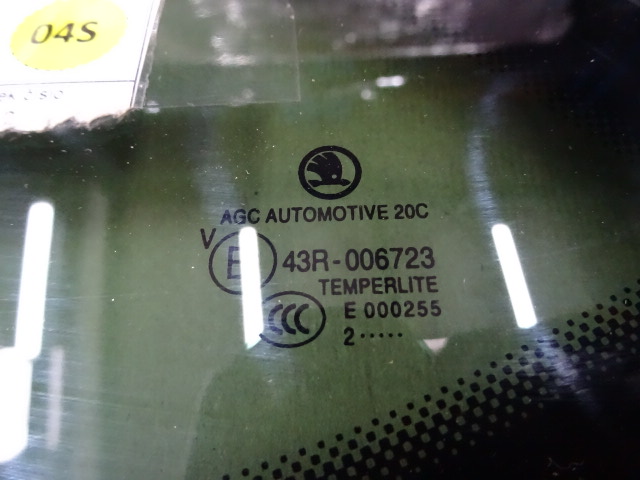 04S
AGC AUTOMOTIVE 20C
V
E 43R-006723
TEMPERLITE
CCC E 000255
2.....